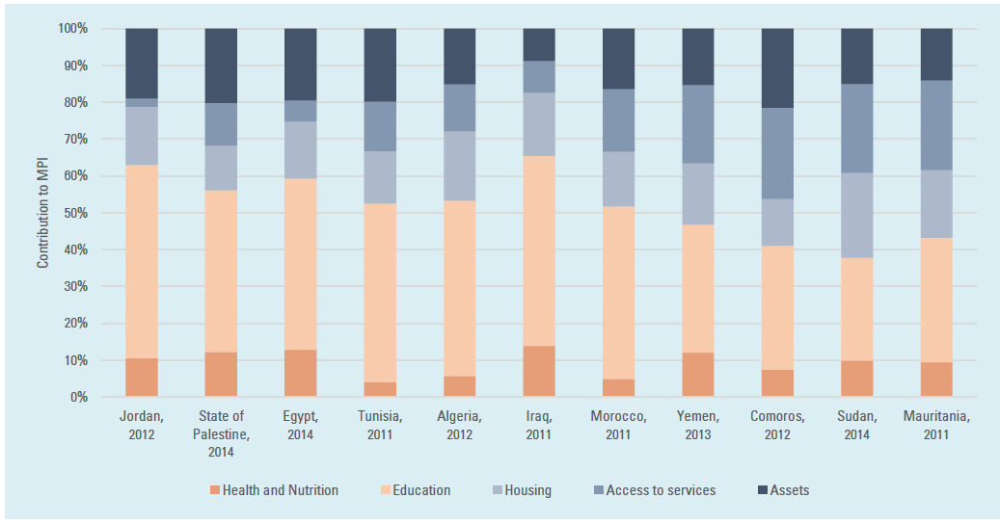 100%
90%
80%
70%
60%
50%
40%
30%
20%
10%
0%
Contribution to MPI
Jordan,
2012
State of
Palestine,
2014
Egypt,
2014
Tunisia,
2011
Algeria,
2012
Iraq,
2011
Morocco,
2011
Yemen,
2013
Comoros,
2012
Sudan,
2014
Mauritania,
2011
Health and Nutrition
Education
Housing
Access to services
Assets